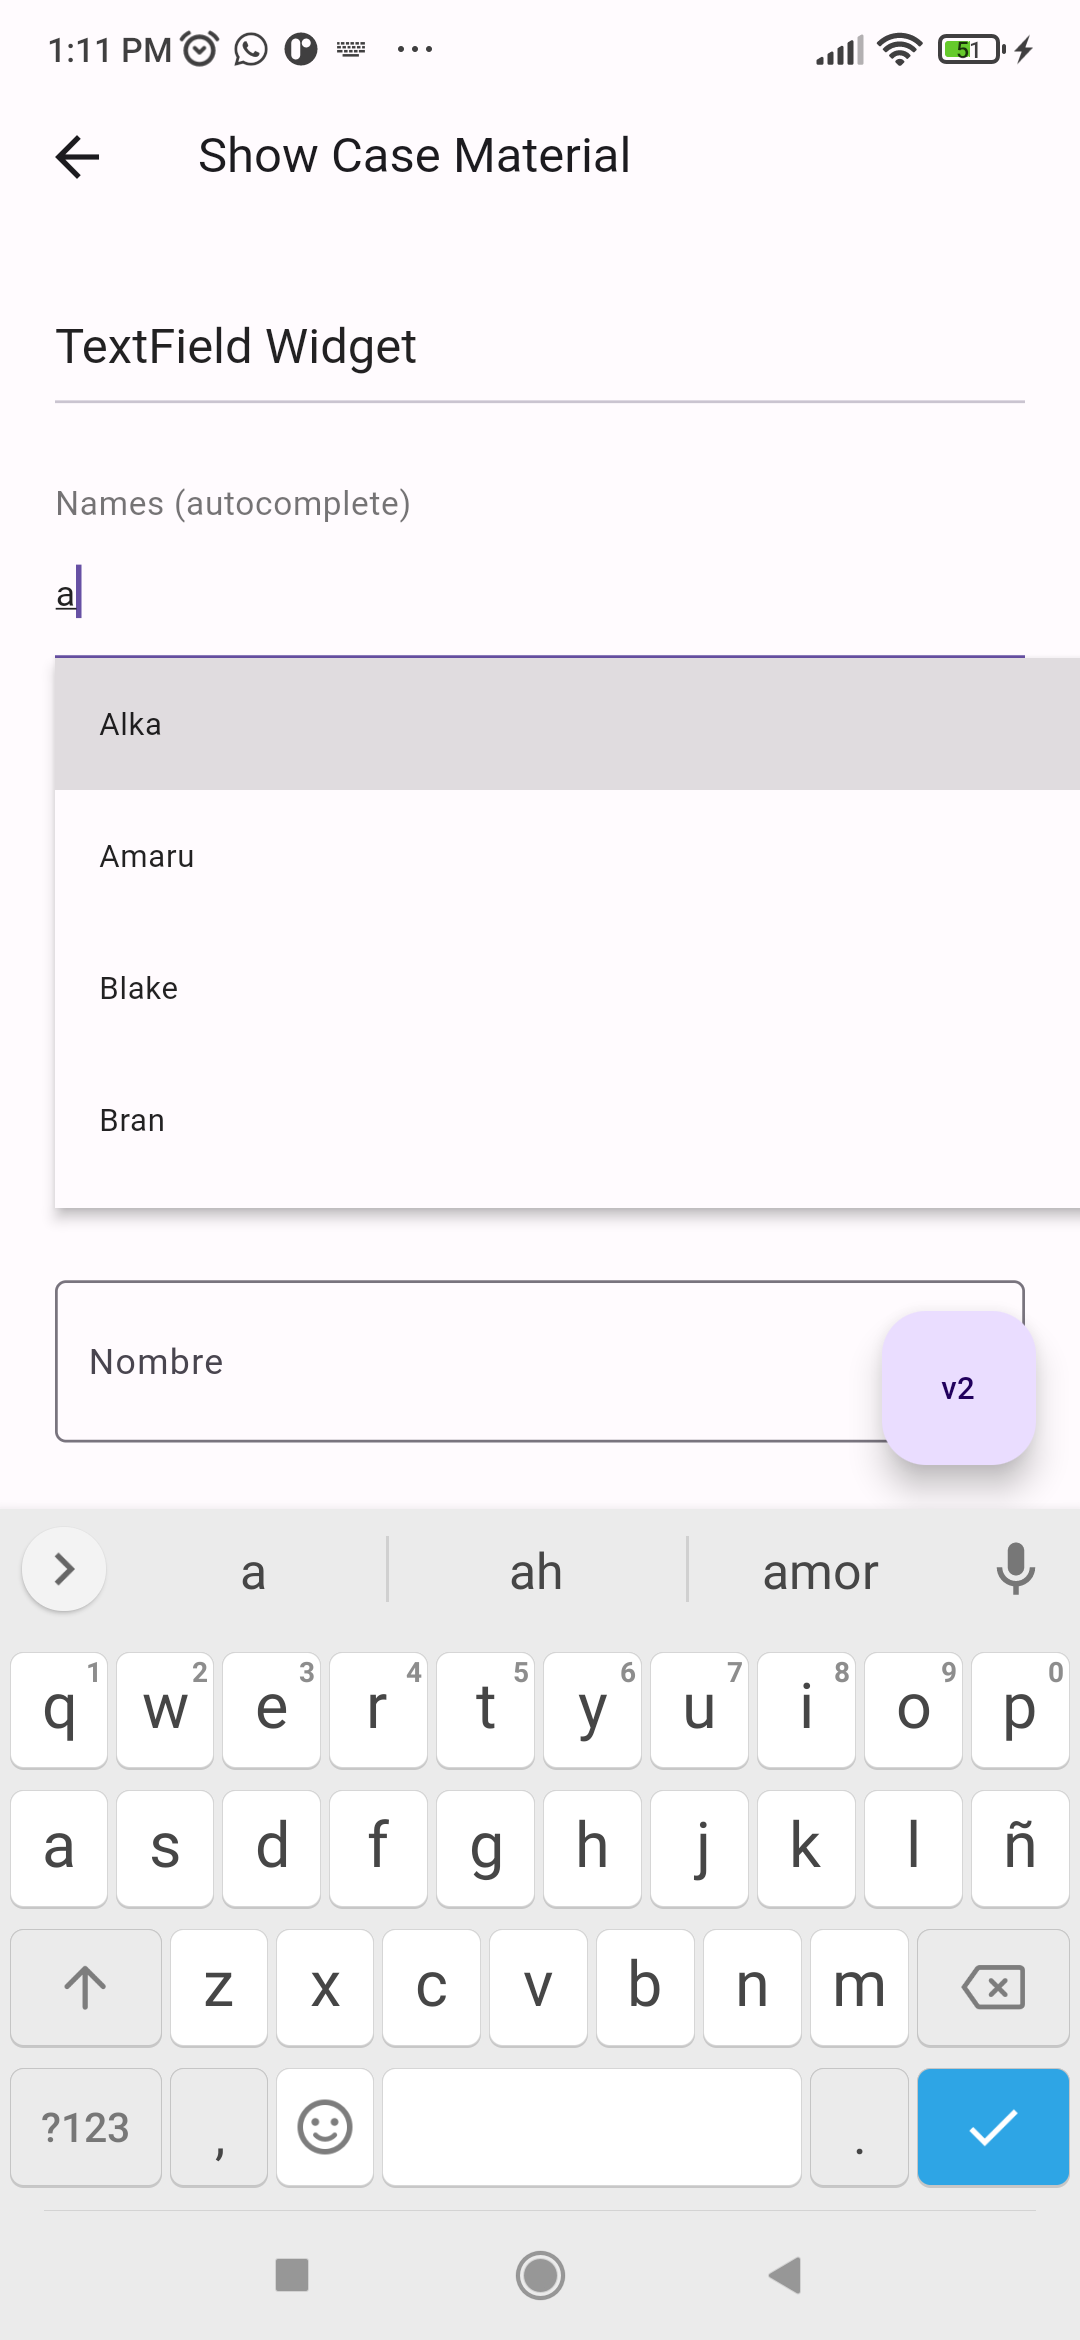 1:11 PM
51
Show Case Material
TextField Widget
Names (autocomplete)
a
Alka
Amaru
Blake
Bran
Nombre
v2
a ah amor
1 2 3 4 5 6 7 8 9 0
q w e r t y u i o p
a s d f g h j k l ñ
z x c v b n m
?123 , .